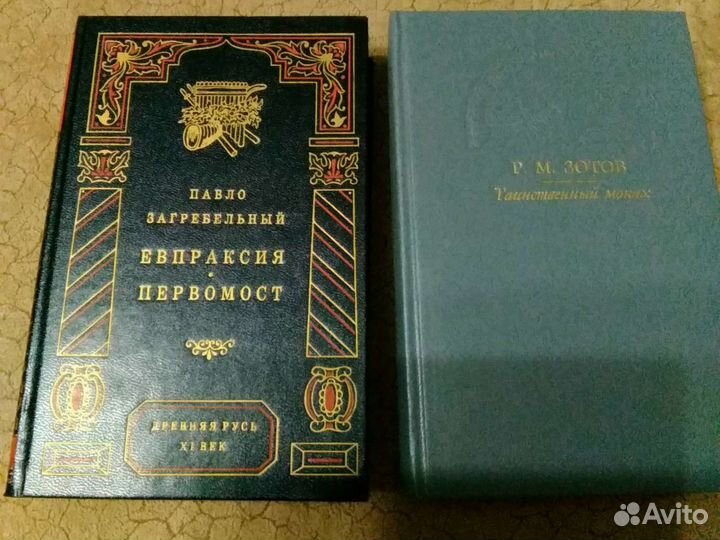 ПАВЛО
ЗАГРЕБЕЛЬНЫЙ
ЕВПРАКСИЯ
•
ПЕРВОМОСТ
ДРЕВНЯЯ РУСЬ
XI ВЕК
Р. М. ЗОТОВ
Таинственный монах
Avito